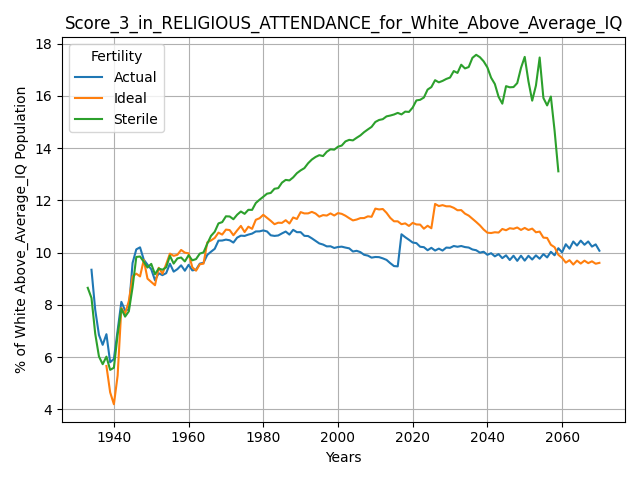 Score_3_in_RELIGIOUS_ATTENDANCE_for_White_Above_Average_IQ
Fertility
Actual
Ideal
Sterile
% of White Above_Average_IQ Population
18
16
14
12
10
8
6
4
1940 1960 1980 2000 2020 2040 2060
Years